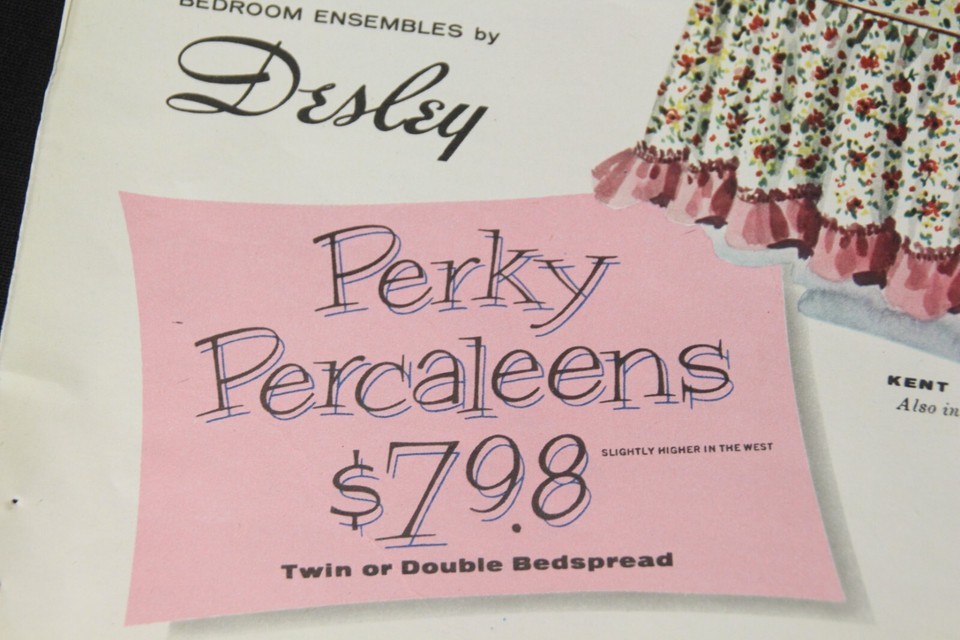 BEDROOM ENSEMBLES by
Desley
Perky
Percaleens
$7.98
SLIGHTLY HIGHER IN THE WEST
Twin or Double Bedspread
KENT
Also in